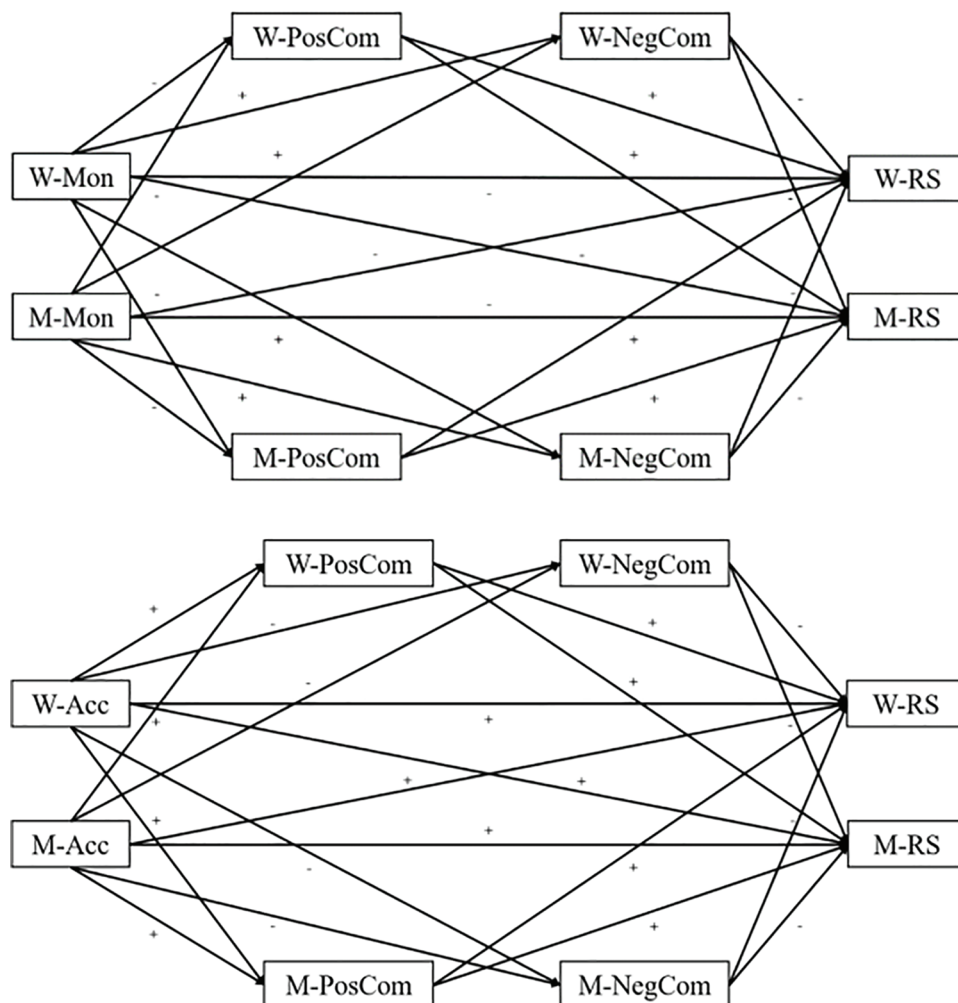 W-PosCom W-NegCom
- + + -
+ +
W-Mon W-RS
- - -
- -
M-Mon M-RS
- - -
+ +
- + + -
M-PosCom M-NegCom
W-PosCom W-NegCom
+ - + -
- +
W-Acc W-RS
+ + -
+ +
M-Acc M-RS
+ + -
- +
+ - + -
M-PosCom M-NegCom